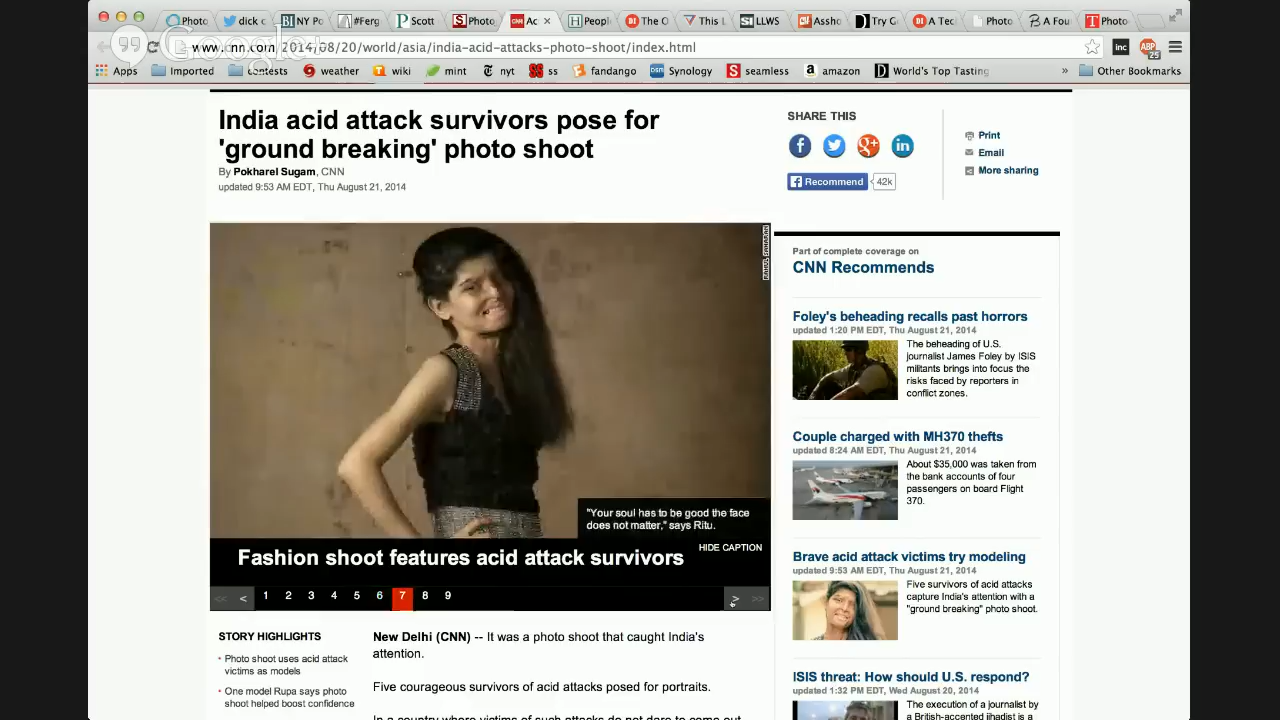 Photo
dick c
NY Po
#Ferg
Scott
Photo
Ac
Peopl
The O
This L
LLWS
Assho
Try G
A Tec
Photo
A Fou
Photo
Google+
www.cnn.com/2014/08/20/world/asia/india-acid-attacks-photo-shoot/index.html
inc
ABP
25
Apps
Imported
contests
weather
wiki
mint
nyt
ss
fandango
Synology
seamless
amazon
World's Top Tasting
»
Other Bookmarks
India acid attack survivors pose for
'ground breaking' photo shoot
By Pokharel Sugam, CNN
updated 9:53 AM EDT, Thu August 21, 2014
SHARE THIS
Recommend
42k
Print
Email
More sharing
"Your soul has to be good the face
does not matter," says Ritu.
HIDE CAPTION
Fashion shoot features acid attack survivors
<< < 1 2 3 4 5 6 7 8 9 > >>
STORY HIGHLIGHTS
Photo shoot uses acid attack
victims as models
One model Rupa says photo
shoot helped boost confidence
New Delhi (CNN) -- It was a photo shoot that caught India's
attention.
Five courageous survivors of acid attacks posed for portraits.
In a country where victims of such attacks do not dare to come out
Part of complete coverage on
CNN Recommends
Foley's beheading recalls past horrors
updated 1:20 PM EDT, Thu August 21, 2014
The beheading of U.S.
journalist James Foley by ISIS
militants brings into focus the
risks faced by reporters in
conflict zones.
Couple charged with MH370 thefts
updated 8:24 AM EDT, Thu August 21, 2014
About $35,000 was taken from
the bank accounts of four
passengers on board Flight
370.
Brave acid attack victims try modeling
updated 9:53 AM EDT, Thu August 21, 2014
Five survivors of acid attacks
capture India's attention with a
"ground breaking" photo shoot.
ISIS threat: How should U.S. respond?
updated 1:32 PM EDT, Wed August 20, 2014
The execution of a journalist by
a British-accented jihadist is a